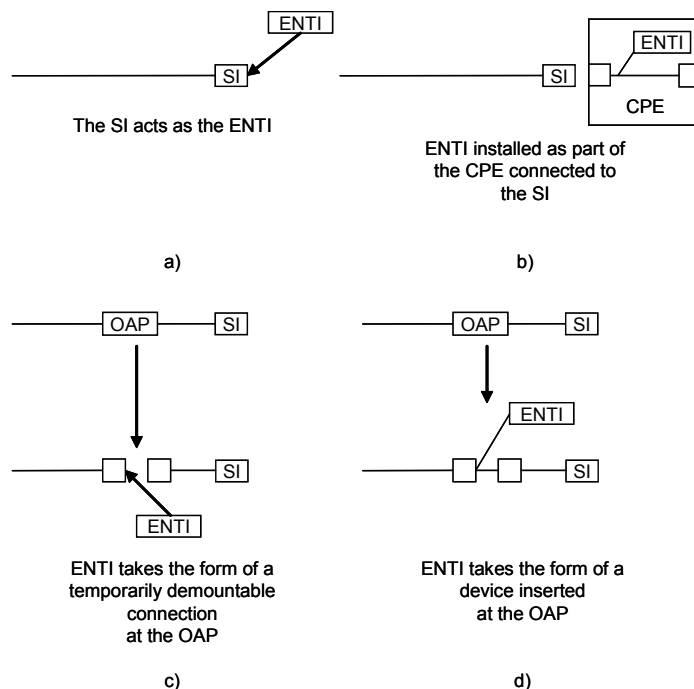 ENTI
SI
The SI acts as the ENTI
a)
SI
ENTI
CPE
ENTI installed as part of
the CPE connected to
the SI
b)
OAP
SI
SI
ENTI
ENTI takes the form of a
temporarily demountable
connection
at the OAP
c)
OAP
SI
ENTI
SI
ENTI takes the form of a
device inserted
at the OAP
d)